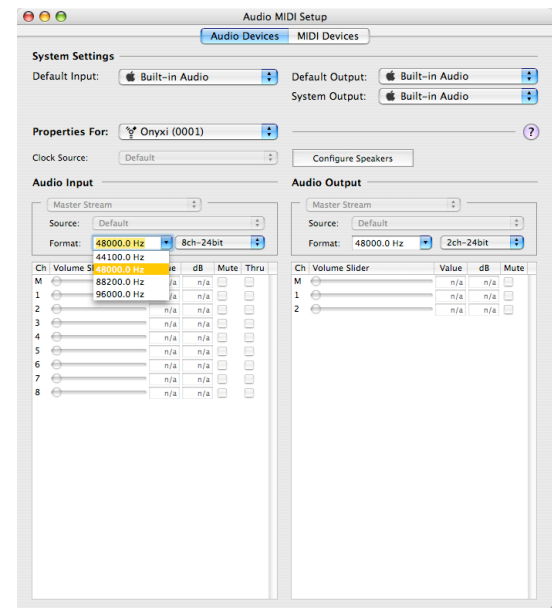 Audio MIDI Setup
Audio Devices MIDI Devices
System Settings
Default Input: Built-in Audio Default Output: Built-in Audio
System Output: Built-in Audio
Properties For: Onyxi (0001) ?
Clock Source: Default Configure Speakers
Audio Input Audio Output
Master Stream Master Stream
Source: Default Source: Default
Format: 48000.0 Hz 8ch-24bit Format: 48000.0 Hz 2ch-24bit
44100.0 Hz
48000.0 Hz
88200.0 Hz
96000.0 Hz
Ch Volume dB Mute Thru Ch Volume Slider Value dB Mute
M n/a n/a M n/a n/a
1 n/a n/a 1 n/a n/a
2 n/a n/a 2 n/a n/a
3 n/a n/a
4 n/a n/a
5 n/a n/a
6 n/a n/a
7 n/a n/a
8 n/a n/a